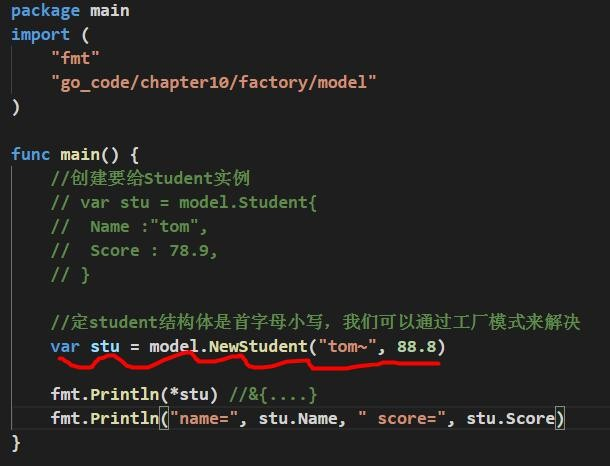 package main
import (
"fmt"
"go_code/chapter10/factory/model"
)
func main() {
//创建要给Student实例
// var stu = model.Student{
// Name :"tom",
// Score : 78.9,
// }
//定student结构体是首字母小写，我们可以通过工厂模式来解决
var stu = model.NewStudent("tom~", 88.8)
fmt.Println(*stu) //&{....}
fmt.Println("name=", stu.Name, " score=", stu.Score)
}